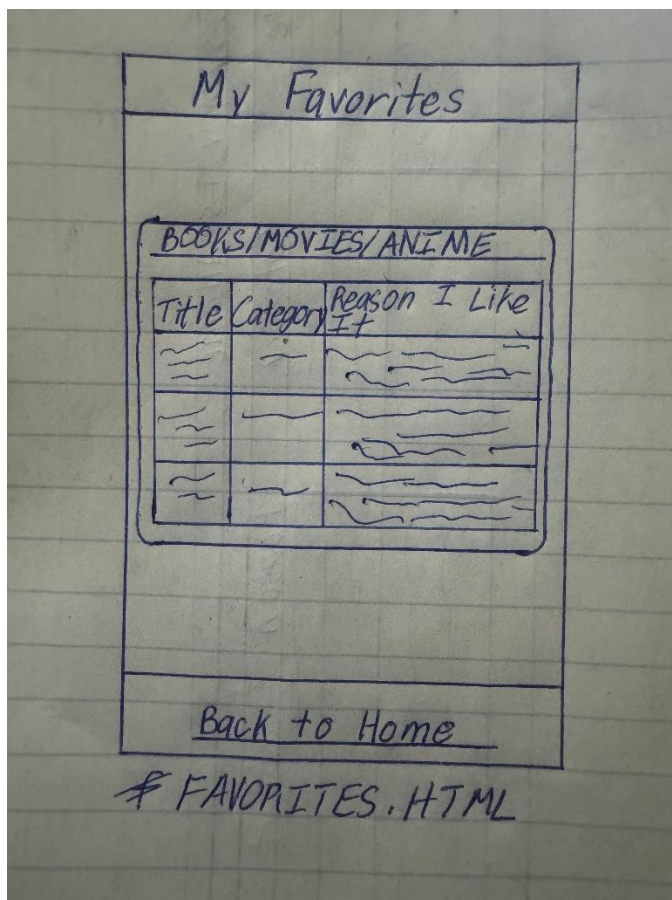 My Favorites
BOOKS/MOVIES/ANIME
Title Category Reason I Like
It
Back to Home
* FAVORITES.HTML